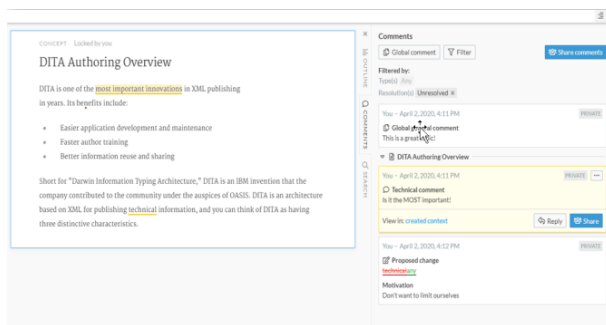 CONCEPT Locked by you
DITA Authoring Overview
DITA is one of the most important innovations in XML publishing
in years. Its benefits include:
• Easier application development and maintenance
• Faster author training
• Better information reuse and sharing
Short for "Darwin Information Typing Architecture," DITA is an IBM invention that the
company contributed to the community under the auspices of OASIS. DITA is an architecture
based on XML for publishing technical information, and you can think of DITA as having
three distinctive characteristics.
OUTLINE
COMMENTS
SEARCH
Comments
Global comment Filter Share comments
Filtered by:
Type(s) Any
Resolution(s) Unresolved ×
You – April 2, 2020, 4:11 PM PRIVATE
Global general comment
This is a great topic!
DITA Authoring Overview
You – April 2, 2020, 4:11 PM PRIVATE ...
Technical comment
Is it the MOST important!
View in: created context Reply Share
You – April 2, 2020, 4:12 PM PRIVATE
Proposed change
technicalany
Motivation
Don't want to limit ourselves